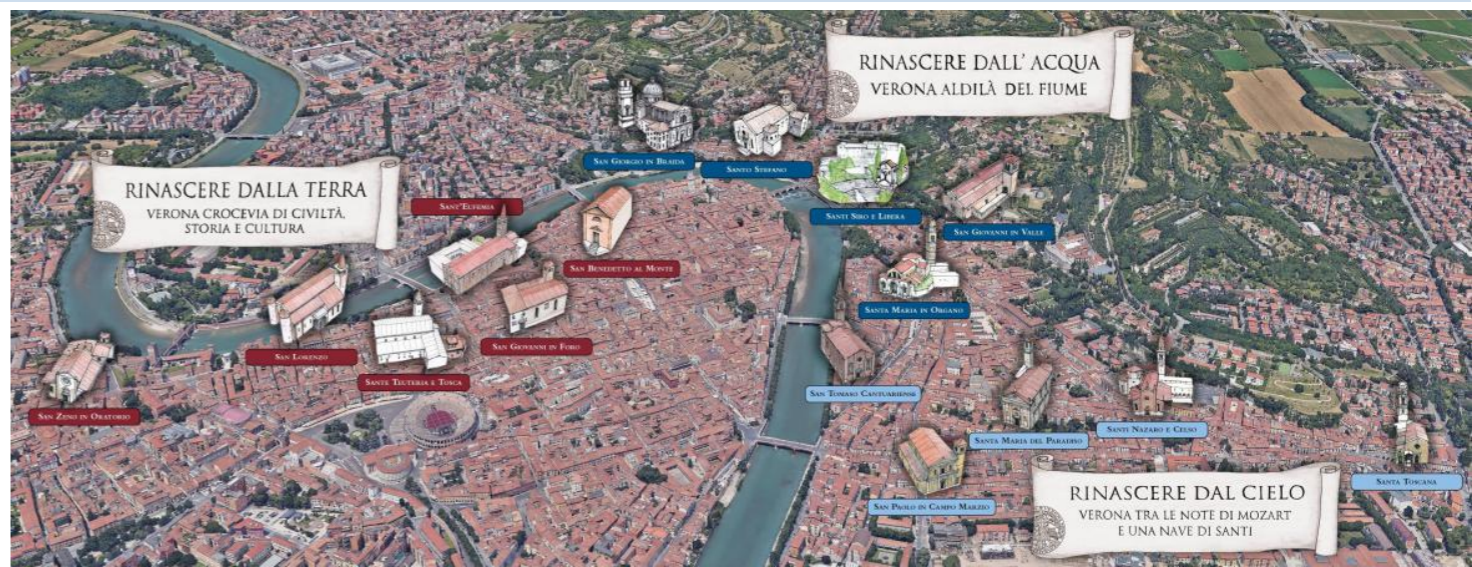 RINASCERE DALL' ACQUA
VERONA ALDILÀ DEL FIUME
SAN GIORGIO IN BRAIDA
SANTO STEFANO
SANTI SIRO E LIBERA
SAN GIOVANNI IN VALLE
SANTA MARIA IN ORGANO
RINASCERE DALLA TERRA
VERONA CROCEVIA DI CIVILTÀ,
STORIA E CULTURA
SANT'EUFEMIA
SAN BENEDETTO AL MONTE
SAN LORENZO
SAN GIOVANNI IN FORO
SANTE TEUTERIA E TOSCA
SAN ZENO IN ORATORIO
SAN TOMASO CANTUARIENSE
SANTA MARIA DEL PARADISO
SANTI NAZARO E CELSO
SANTA TOSCANA
SAN PAOLO IN CAMPO MARZIO
RINASCERE DAL CIELO
VERONA TRA LE NOTE DI MOZART
E UNA NAVE DI SANTI